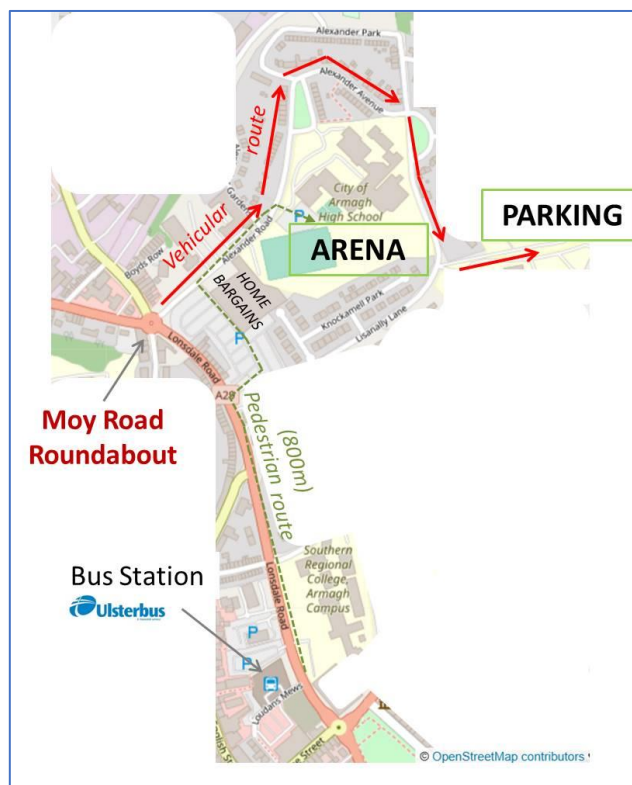 Alexander Park
Alexander Avenue
route
Vehicular
City of
Armagh
High School
P
PARKING
ARENA
Gardens
Alexander Road
Boyds Row
HOME
BARGAINS
P
Knockamell Park
Lisanally Lane
Lonsdale Road
A28
Moy Road
Roundabout
Pedestrian route
(800m)
Southern
Regional
College,
Armagh
Campus
Lonsdale Road
Bus Station
Ulsterbus
P
P
Loudans Mews
© OpenStreetMap contributors